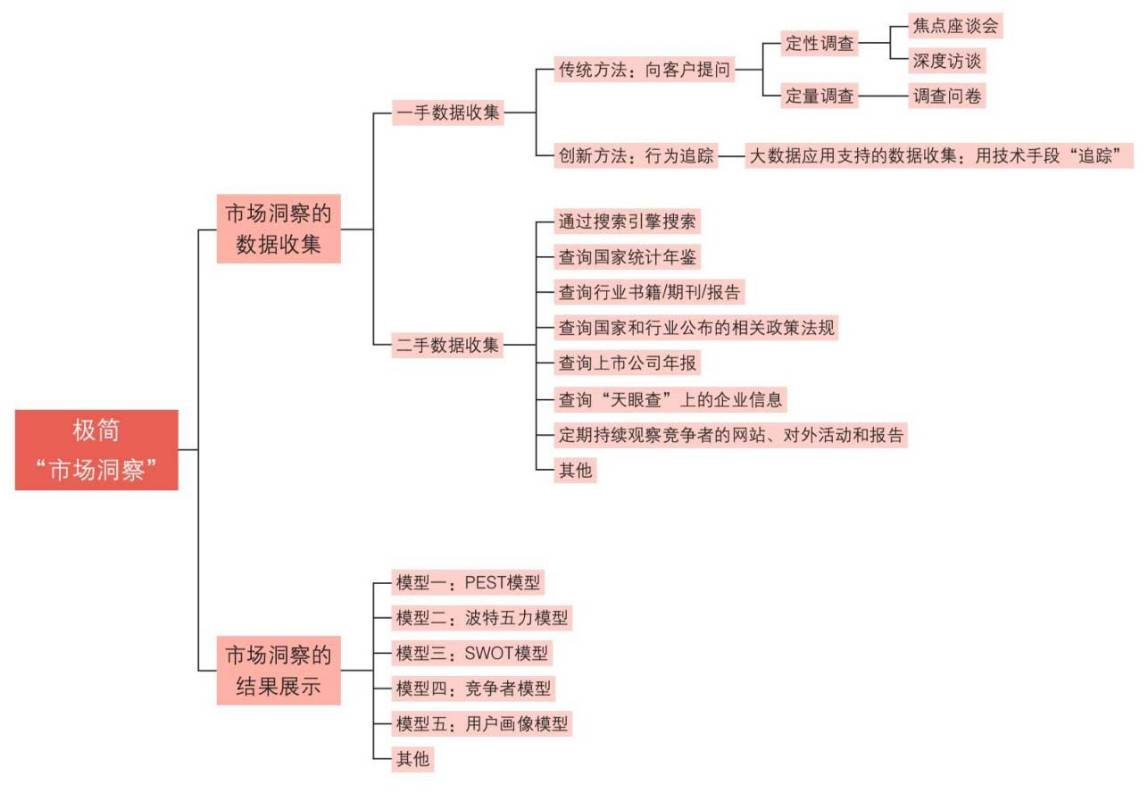 极简
“市场洞察”
市场洞察的
数据收集
一手数据收集
传统方法：向客户提问
定性调查
焦点座谈会
深度访谈
定量调查
调查问卷
创新方法：行为追踪
大数据应用支持的数据收集：用技术手段“追踪”
二手数据收集
通过搜索引擎搜索
查询国家统计年鉴
查询行业书籍/期刊/报告
查询国家和行业公布的相关政策法规
查询上市公司年报
查询“天眼查”上的企业信息
定期持续观察竞争者的网站、对外活动和报告
其他
市场洞察的
结果展示
模型一：PEST模型
模型二：波特五力模型
模型三：SWOT模型
模型四：竞争者模型
模型五：用户画像模型
其他